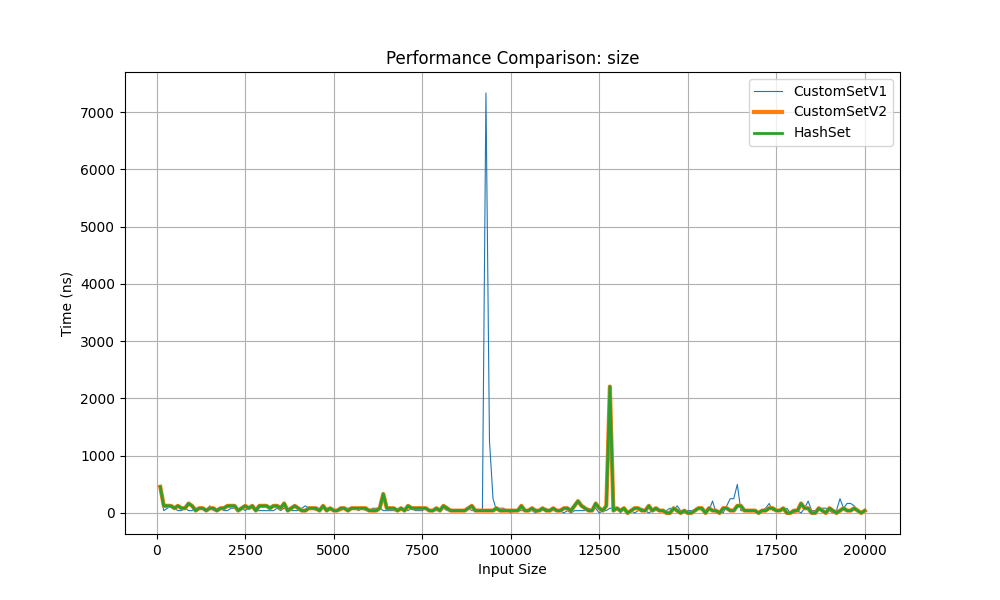 Performance Comparison: size
CustomSetV1
CustomSetV2
HashSet
7000
6000
5000
4000
3000
2000
1000
0
Time (ns)
0 2500 5000 7500 10000 12500 15000 17500 20000
Input Size